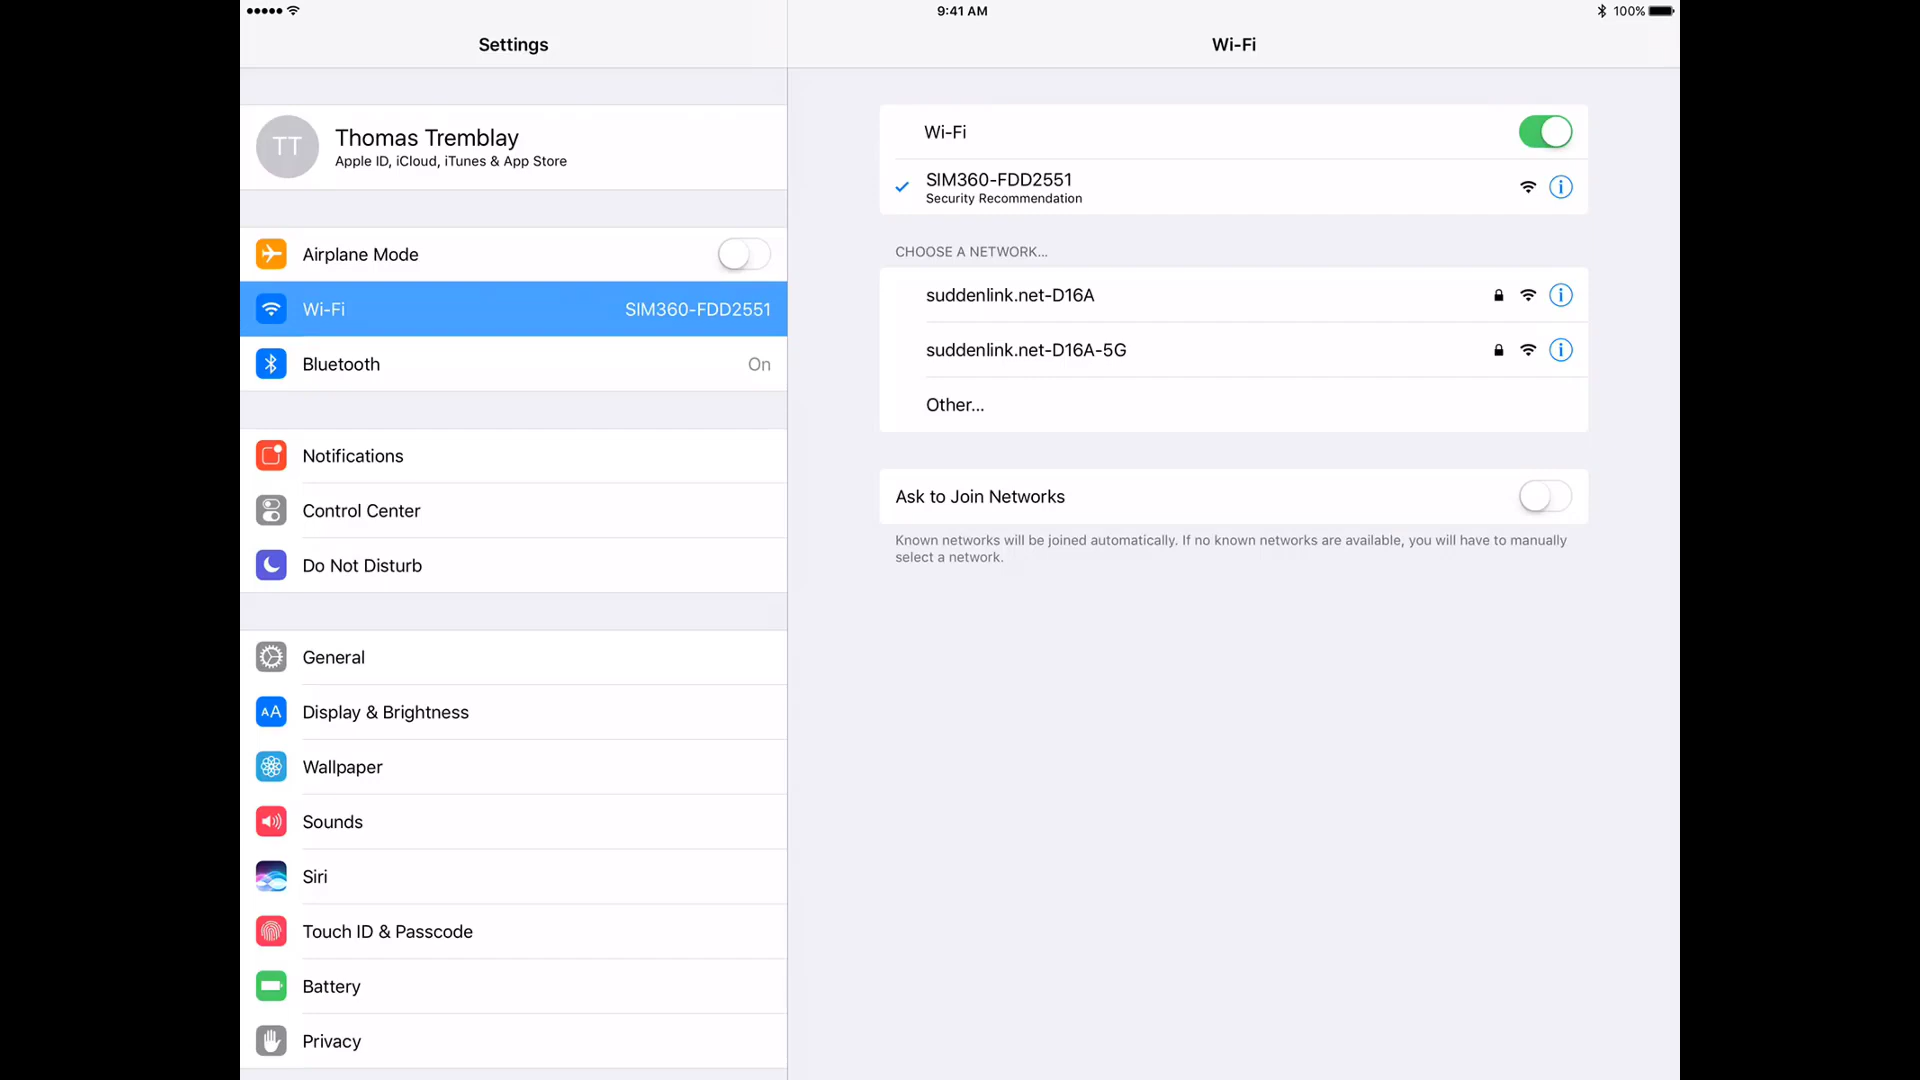 9:41 AM
100%
Settings
Wi-Fi
TT
Thomas Tremblay
Apple ID, iCloud, iTunes & App Store
Airplane Mode
Wi-Fi SIM360-FDD2551
Bluetooth On
Notifications
Control Center
Do Not Disturb
General
AA Display & Brightness
Wallpaper
Sounds
Siri
Touch ID & Passcode
Battery
Privacy
Wi-Fi
SIM360-FDD2551
Security Recommendation
CHOOSE A NETWORK...
suddenlink.net-D16A
suddenlink.net-D16A-5G
Other...
Ask to Join Networks
Known networks will be joined automatically. If no known networks are available, you will have to manually
select a network.